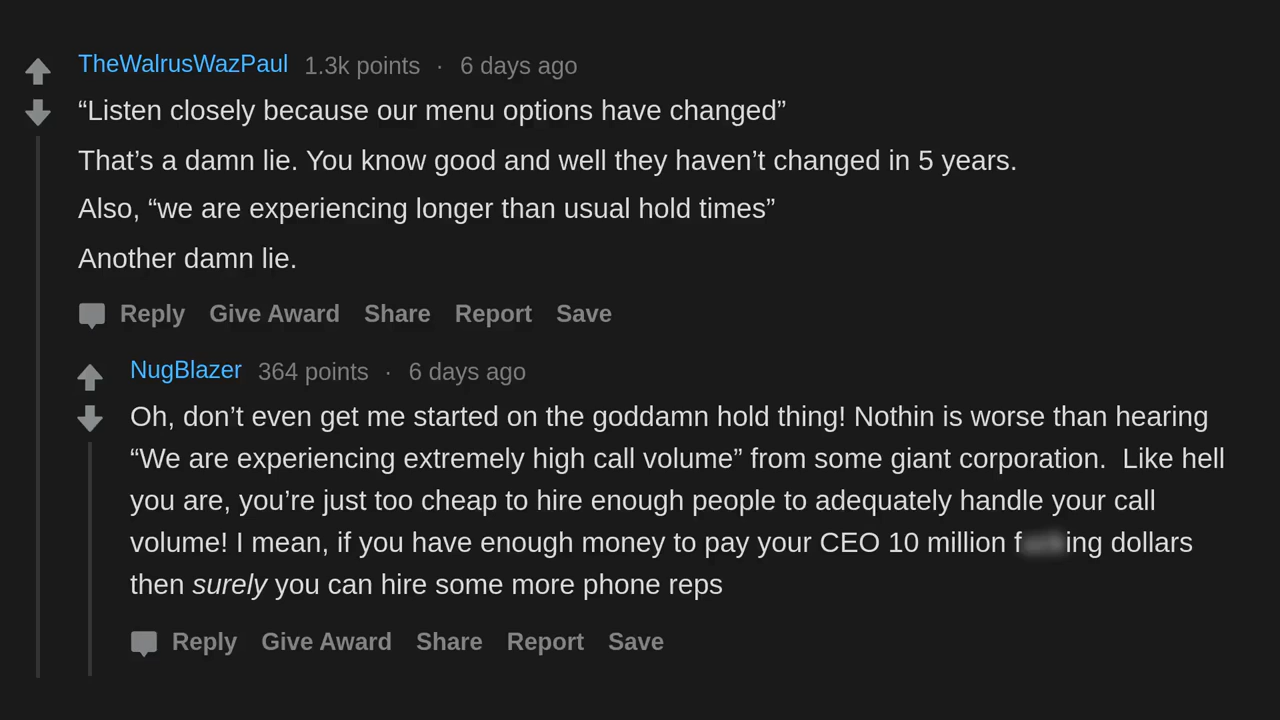 TheWalrusWazPaul 1.3k points · 6 days ago
“Listen closely because our menu options have changed”
That’s a damn lie. You know good and well they haven’t changed in 5 years.
Also, “we are experiencing longer than usual hold times”
Another damn lie.
Reply Give Award Share Report Save
NugBlazer 364 points · 6 days ago
Oh, don’t even get me started on the goddamn hold thing! Nothin is worse than hearing
“We are experiencing extremely high call volume” from some giant corporation.  Like hell
you are, you’re just too cheap to hire enough people to adequately handle your call
volume! I mean, if you have enough money to pay your CEO 10 million dollars
then surely you can hire some more phone reps
Reply Give Award Share Report Save